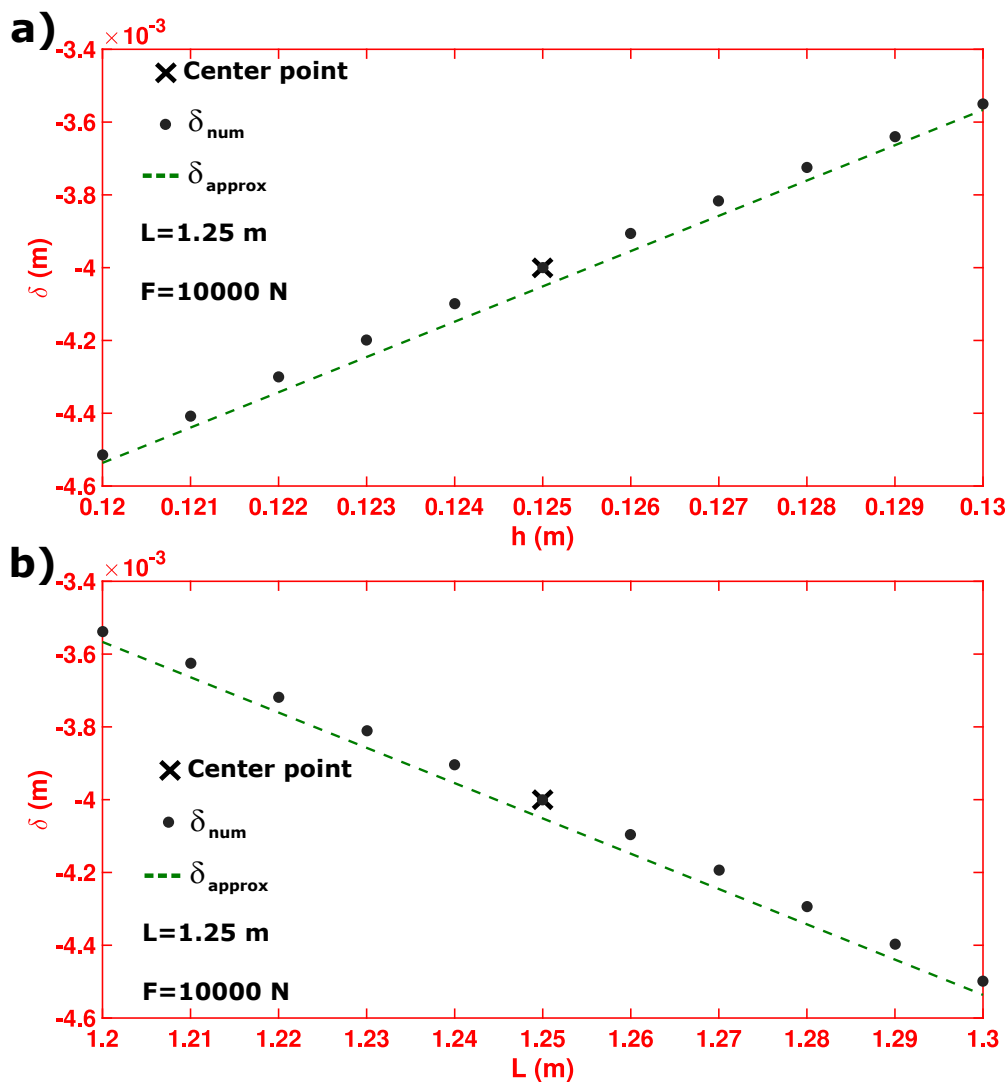 a)
× 10⁻³
-3.4
Center point
δnum
-3.6
δapprox
-3.8
L=1.25 m
-4
F=10000 N
-4.2
-4.4
-4.6
δ (m)
0.12 0.121 0.122 0.123 0.124 0.125 0.126 0.127 0.128 0.129 0.13
h (m)
b)
× 10⁻³
-3.4
-3.6
-3.8
Center point
-4
δnum
-4.2
δapprox
L=1.25 m
-4.4
F=10000 N
-4.6
δ (m)
1.2 1.21 1.22 1.23 1.24 1.25 1.26 1.27 1.28 1.29 1.3
L (m)